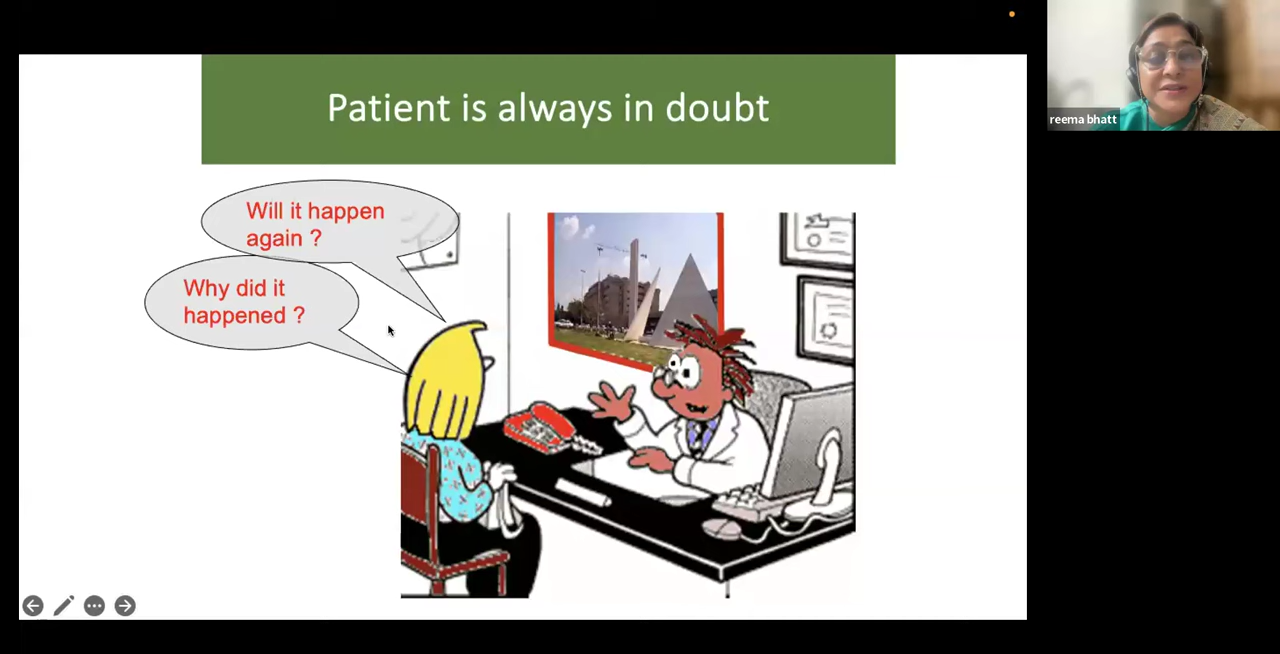 Patient is always in doubt
reema bhatt
Will it happen
again ?
Why did it
happened ?